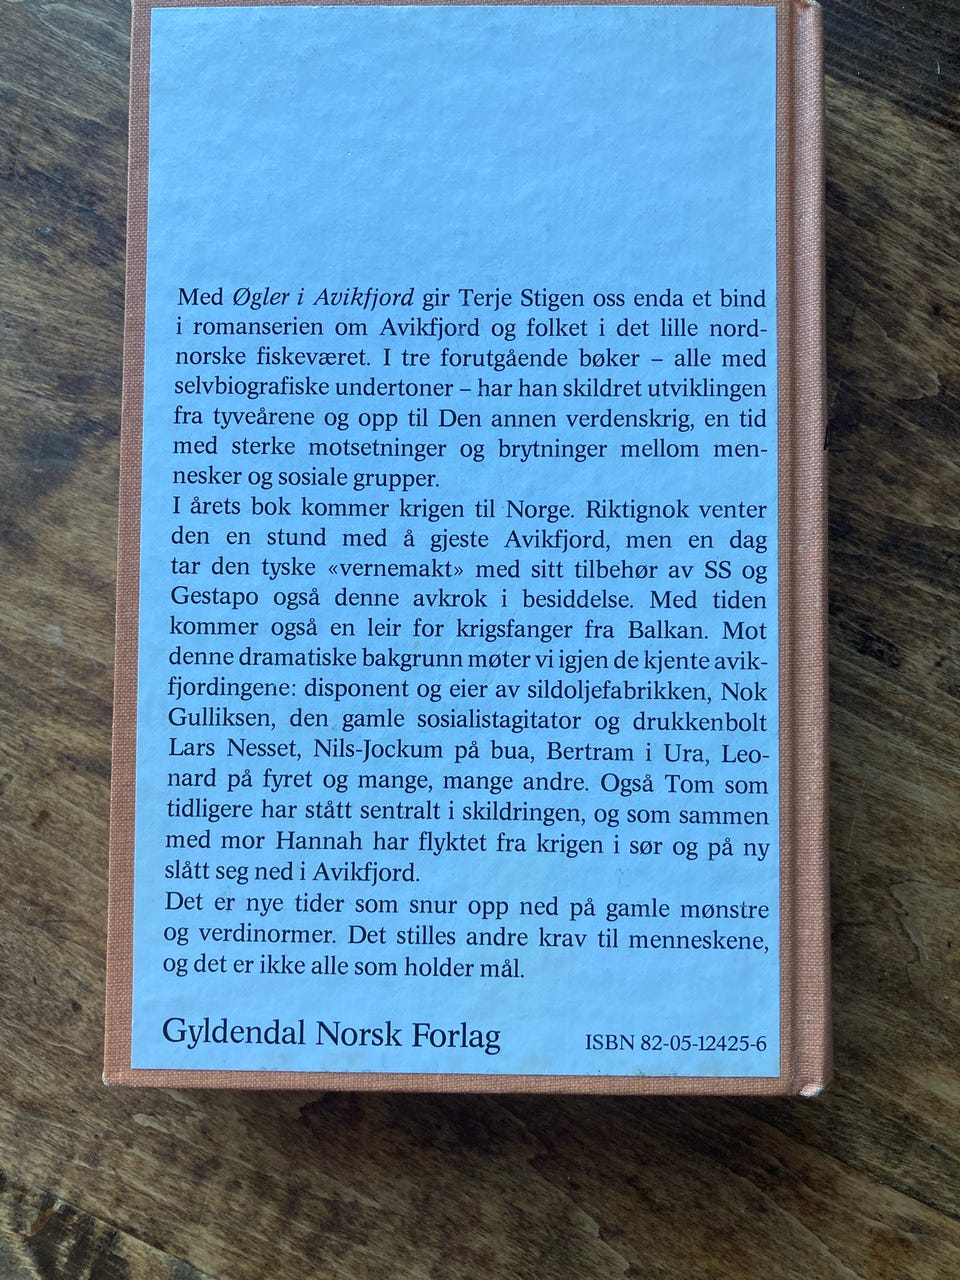 Med Øgler i Avikfjord gir Terje Stigen oss enda et bind
i romanserien om Avikfjord og folket i det lille nord-
norske fiskeværet. I tre forutgående bøker – alle med
selvbiografiske undertoner – har han skildret utviklingen
fra tyveårene og opp til Den annen verdenskrig, en tid
med sterke motsetninger og brytninger mellom men-
nesker og sosiale grupper.
I årets bok kommer krigen til Norge. Riktignok venter
den en stund med å gjeste Avikfjord, men en dag
tar den tyske «vernemakt» med sitt tilbehør av SS og
Gestapo også denne avkrok i besiddelse. Med tiden
kommer også en leir for krigsfanger fra Balkan. Mot
denne dramatiske bakgrunn møter vi igjen de kjente avik-
fjordingene: disponent og eier av sildoljefabrikken, Nok
Gulliksen, den gamle sosialistagitator og drukkenbolt
Lars Nesset, Nils-Jockum på bua, Bertram i Ura, Leo-
nard på fyret og mange, mange andre. Også Tom som
tidligere har stått sentralt i skildringen, og som sammen
med mor Hannah har flyktet fra krigen i sør og på ny
slått seg ned i Avikfjord.
Det er nye tider som snur opp ned på gamle mønstre
og verdinormer. Det stilles andre krav til menneskene,
og det er ikke alle som holder mål.
Gyldendal Norsk Forlag
ISBN 82-05-12425-6